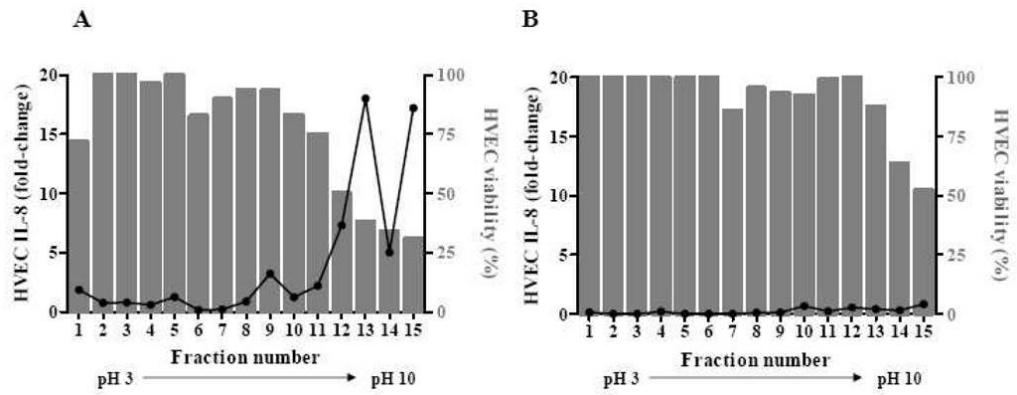 A
HVEC IL-8 (fold-change)
20
15
10
5
0
100
75
50
25
0
HVEC viability (%)
1 2 3 4 5 6 7 8 9 10 11 12 13 14 15
Fraction number
pH 3 pH 10
B
HVEC IL-8 (fold-change)
20
15
10
5
0
100
75
50
25
0
HVEC viability (%)
1 2 3 4 5 6 7 8 9 10 11 12 13 14 15
Fraction number
pH 3 pH 10